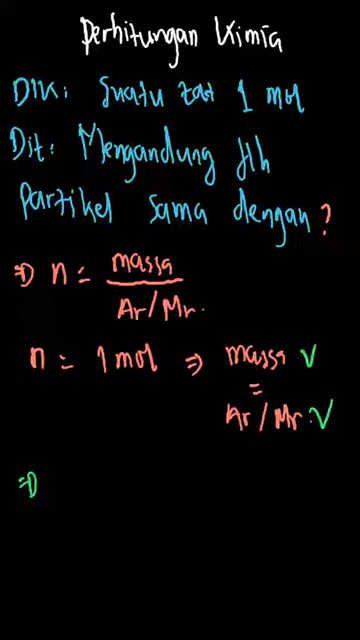 Perhitungan Kimia
Dik: Suatu zat 1 mol
Dit: Mengandung Jlh
Partikel sama dengan?
⇒ n = massa / Ar/Mr.
n = 1 mol ⇒ massa √
=
Ar/Mr. √
⇒